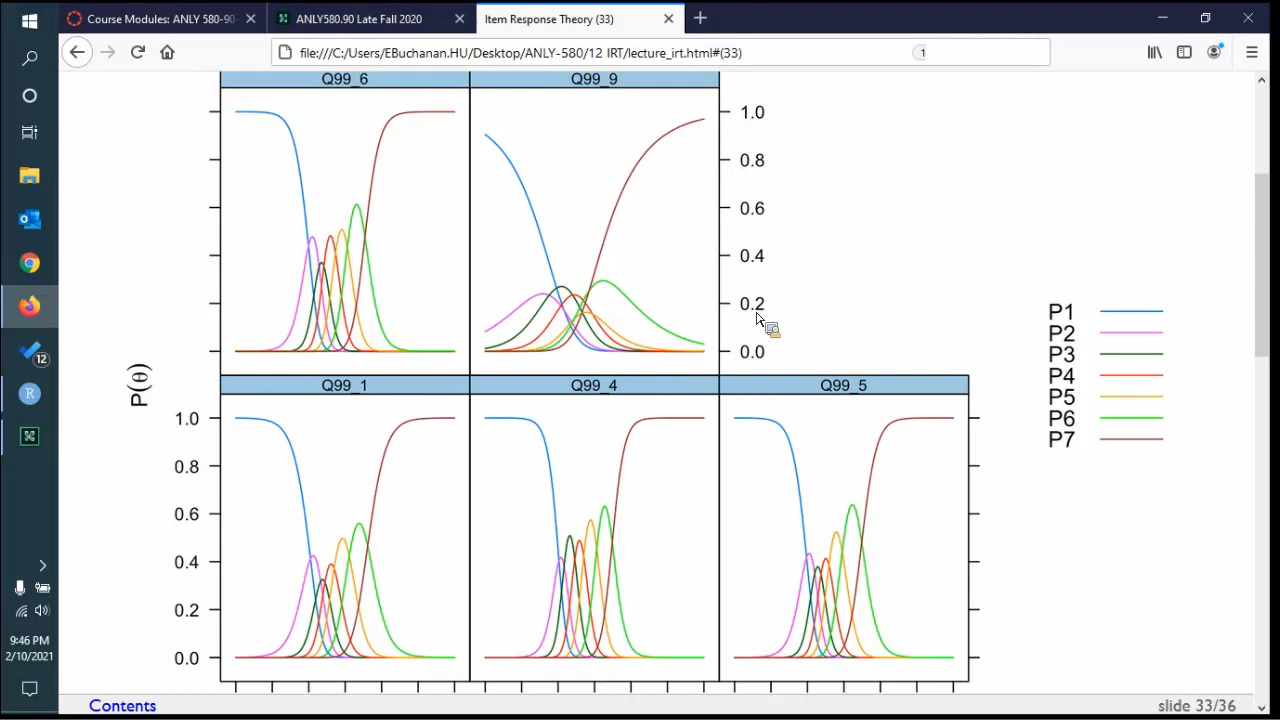 Course Modules: ANLY 580-90-
ANLY580.90 Late Fall 2020
Item Response Theory (33)
file:///C:/Users/EBuchanan.HU/Desktop/ANLY-580/12 IRT/lecture_irt.html#(33)
1
Q99_6
Q99_9
1.0
0.8
0.6
0.4
0.2
0.0
P(θ)
Q99_1
Q99_4
Q99_5
1.0
0.8
0.6
0.4
0.2
0.0
P1
P2
P3
P4
P5
P6
P7
12
R
9:46 PM
2/10/2021
Contents
slide 33/36